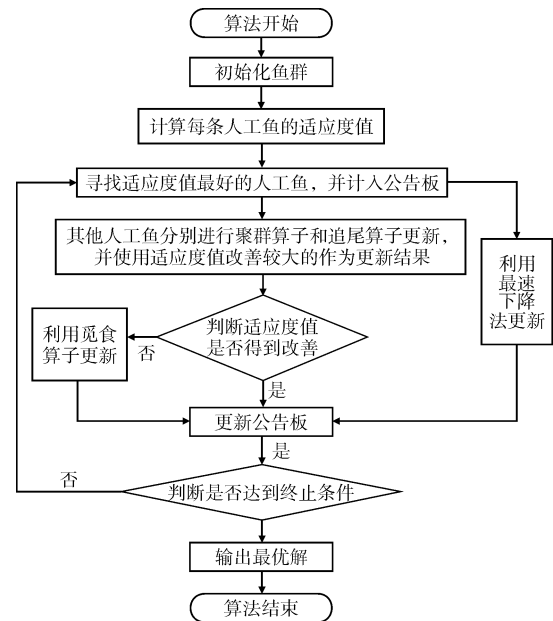 算法开始
初始化鱼群
计算每条人工鱼的适应度值
寻找适应度值最好的人工鱼，并计入公告板
其他人工鱼分别进行聚群算子和追尾算子更新，
并使用适应度值改善较大的作为更新结果
利用
最速
下降
法更新
判断适应度值
是否得到改善
利用觅食
算子更新
否
是
更新公告板
是
否
判断是否达到终止条件
输出最优解
算法结束